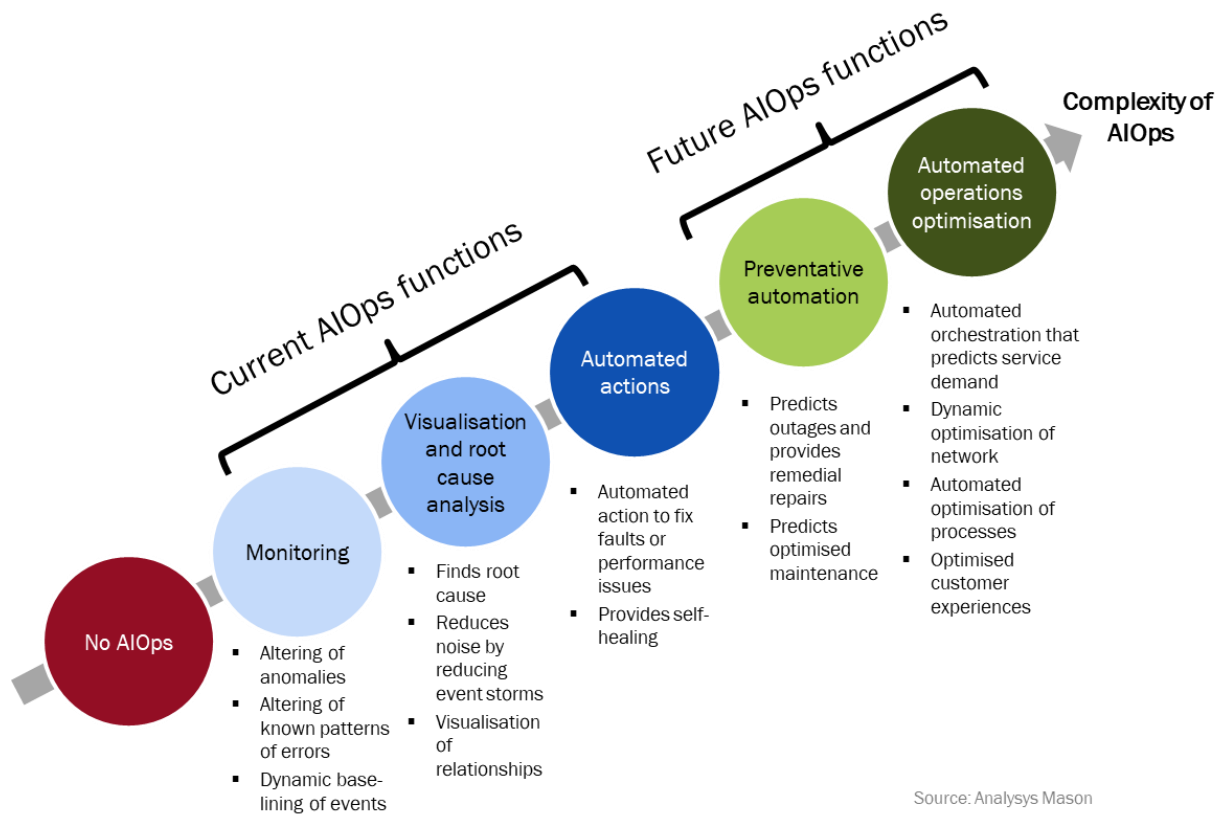 Future AIOps functions
Complexity of
AIOps
Automated
operations
optimisation
Current AIOps functions
Preventative
automation
Automated
actions
Visualisation
and root
cause
analysis
Monitoring
No AIOps
▪ Altering of
anomalies
▪ Altering of
known patterns
of errors
▪ Dynamic base-
lining of events
▪ Finds root
cause
▪ Reduces
noise by
reducing
event storms
▪ Visualisation
of
relationships
▪ Automated
action to fix
faults or
performance
issues
▪ Provides self-
healing
▪ Predicts
outages and
provides
remedial
repairs
▪ Predicts
optimised
maintenance
▪ Automated
orchestration that
predicts service
demand
▪ Dynamic
optimisation of
network
▪ Automated
optimisation of
processes
▪ Optimised
customer
experiences
Source: Analysys Mason